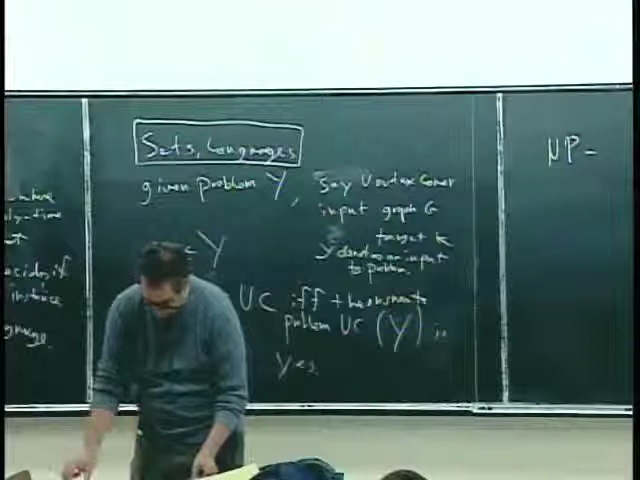 Sets, Languages
given problem Y,
Say Vertex Cover
input graph G
target K
y denotes an input
to problem.
Y
VC iff the answer to
problem VC (Y) is
Yes.
NP =
instance